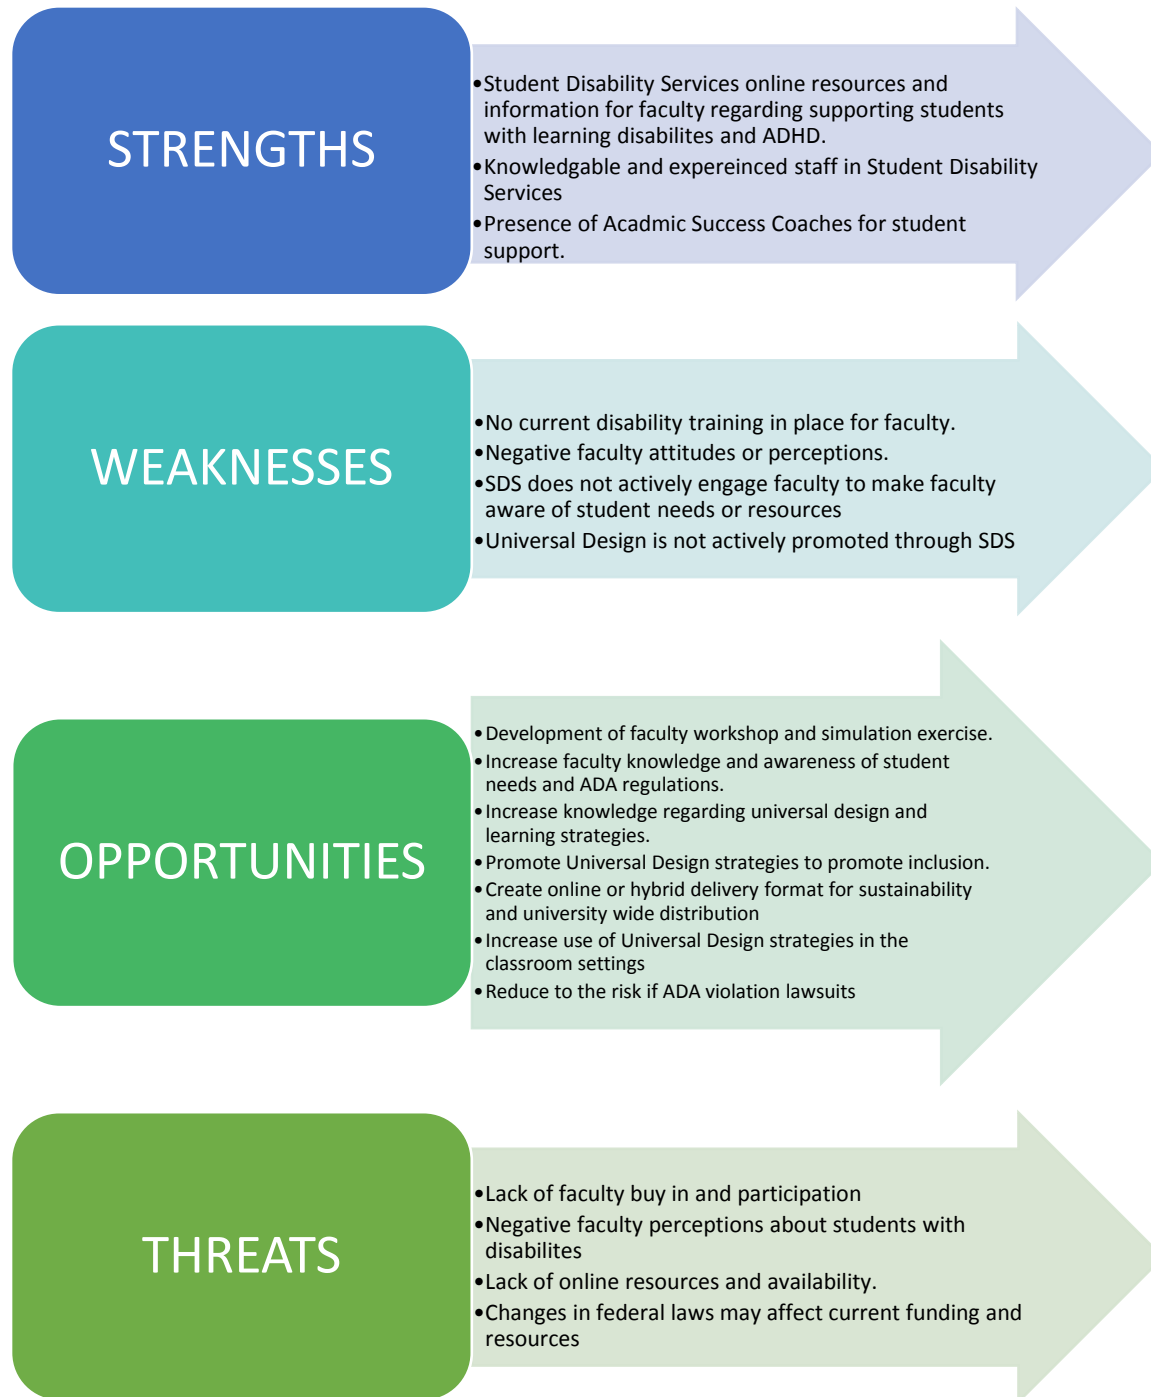 STRENGTHS
•Student Disability Services online resources and
information for faculty regarding supporting students
with learning disabilites and ADHD.
•Knowledgable and expereinced staff in Student Disability
Services
•Presence of Acadmic Success Coaches for student
support.
WEAKNESSES
•No current disability training in place for faculty.
•Negative faculty attitudes or perceptions.
•SDS does not actively engage faculty to make faculty
aware of student needs or resources
•Universal Design is not actively promoted through SDS
OPPORTUNITIES
•Development of faculty workshop and simulation exercise.
•Increase faculty knowledge and awareness of student
needs and ADA regulations.
•Increase knowledge regarding universal design and
learning strategies.
•Promote Universal Design strategies to promote inclusion.
•Create online or hybrid delivery format for sustainability
and university wide distribution
•Increase use of Universal Design strategies in the
classroom settings
•Reduce to the risk if ADA violation lawsuits
THREATS
•Lack of faculty buy in and participation
•Negative faculty perceptions about students with
disabilites
•Lack of online resources and availability.
•Changes in federal laws may affect current funding and
resources